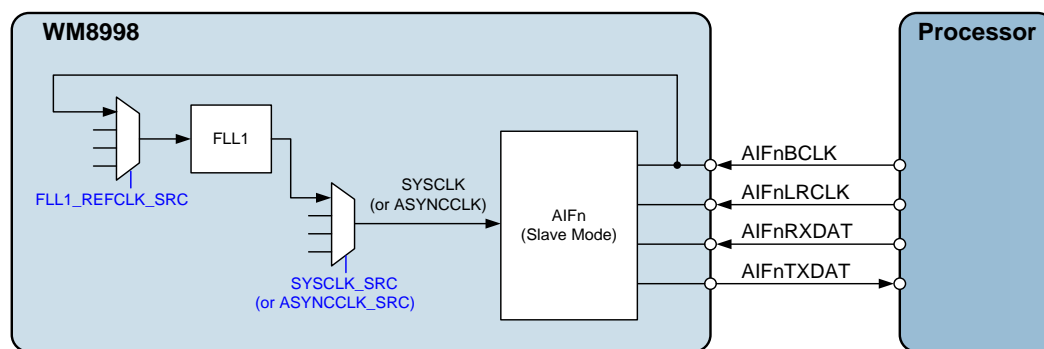 WM8998
Processor
FLL1
FLL1_REFCLK_SRC
SYSCLK
(or ASYNCCLK)
SYSCLK_SRC
(or ASYNCCLK_SRC)
AIFn
(Slave Mode)
AIFnBCLK
AIFnLRCLK
AIFnRXDAT
AIFnTXDAT